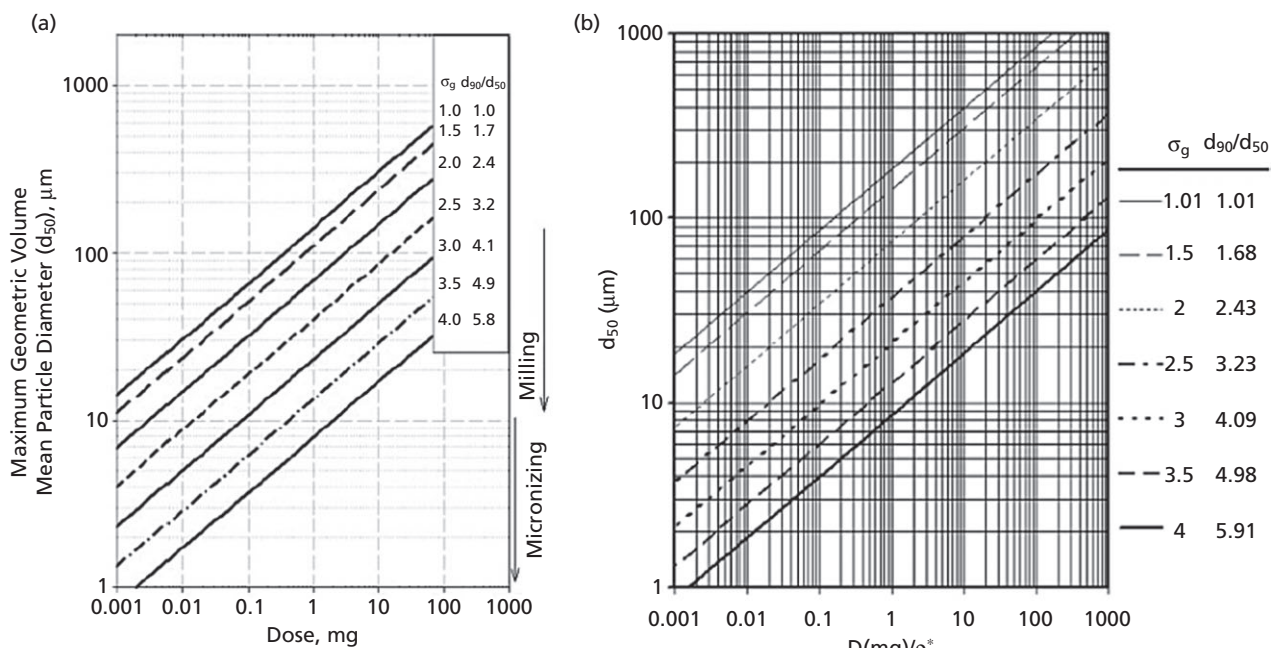 (a)
1000
100
10
1
Maximum Geometric Volume
Mean Particle Diameter (d50), μm
σg d90/d50
1.0 1.0
1.5 1.7
2.0 2.4
2.5 3.2
3.0 4.1
3.5 4.9
4.0 5.8
Milling
Micronizing
0.001 0.01 0.1 1 10 100 1000
Dose, mg
(b)
1000
100
10
1
d50 (μm)
0.001 0.01 0.1 1 10 100 1000
D(mg)/ρ*
σg d90/d50
1.01 1.01
1.5 1.68
2 2.43
2.5 3.23
3 4.09
3.5 4.98
4 5.91